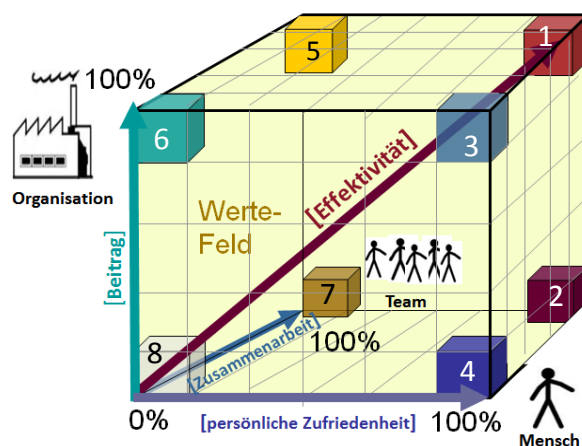 1
5
100%
6
3
Organisation
[Effektivität]
Werte-
Feld
[Beitrag]
7
2
Team
8
[Zusammenarbeit]
100%
4
0%
[persönliche Zufriedenheit]
100%
Mensch